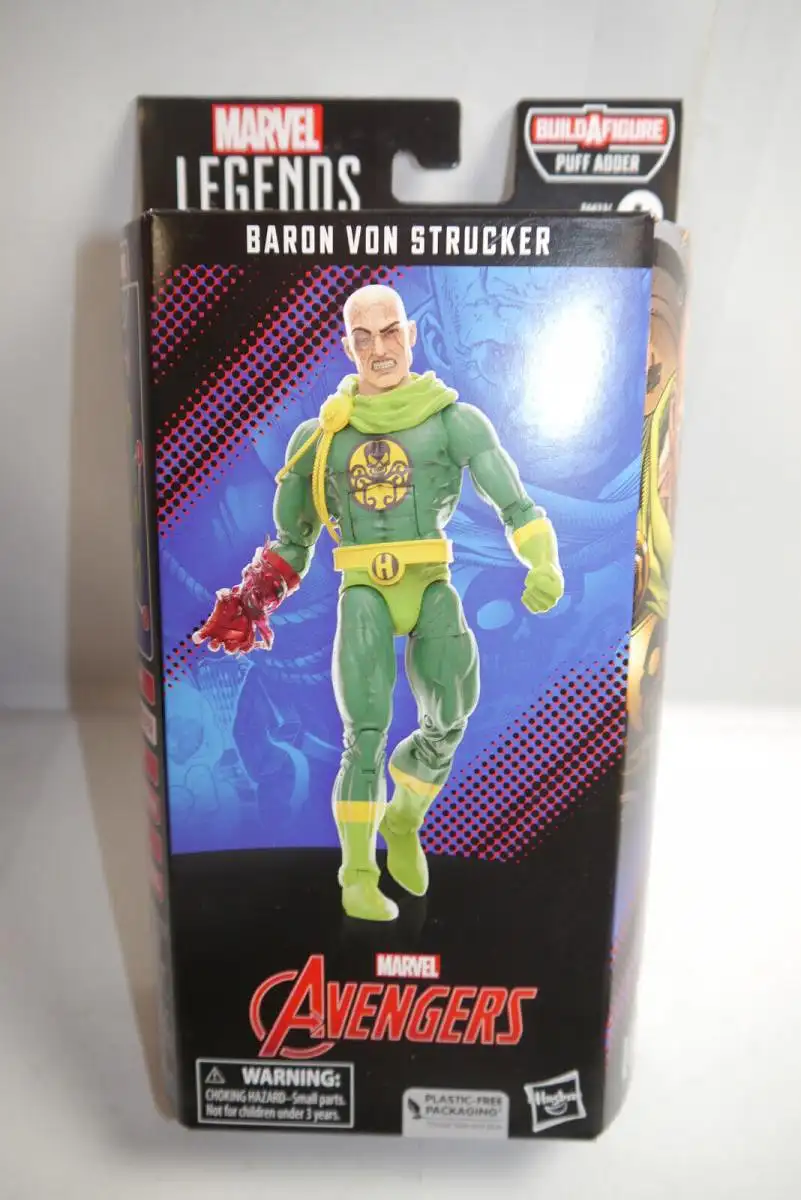 MARVEL
LEGENDS
BUILD A FIGURE
PUFF ADDER
BARON VON STRUCKER
H
MARVEL
AVENGERS
⚠ WARNING:
CHOKING HAZARD–Small parts.
Not for children under 3 years.
PLASTIC-FREE
PACKAGING
Hasbro